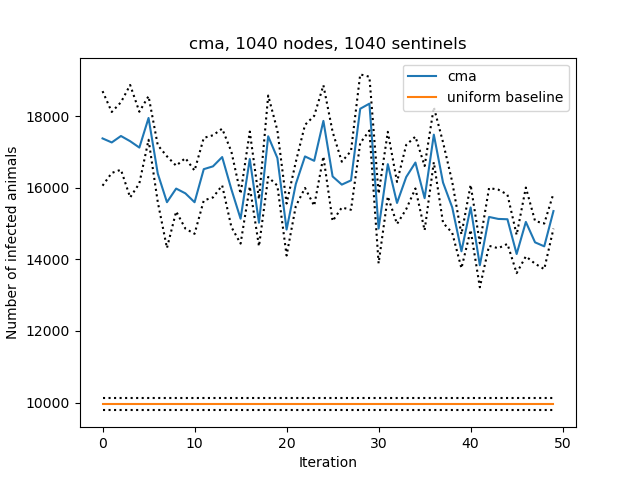 cma, 1040 nodes, 1040 sentinels
cma
uniform baseline
Number of infected animals
18000
16000
14000
12000
10000
0 10 20 30 40 50
Iteration